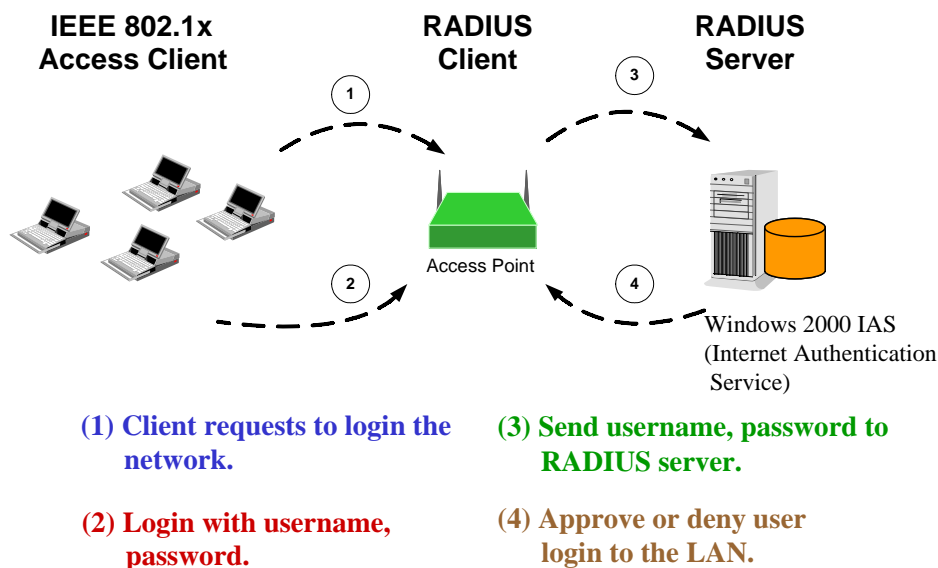 IEEE 802.1x
Access Client
RADIUS
Client
RADIUS
Server
1
3
Access Point
2
4
Windows 2000 IAS
(Internet Authentication
Service)
(1) Client requests to login the
network.
(2) Login with username,
password.
(3) Send username, password to
RADIUS server.
(4) Approve or deny user
login to the LAN.